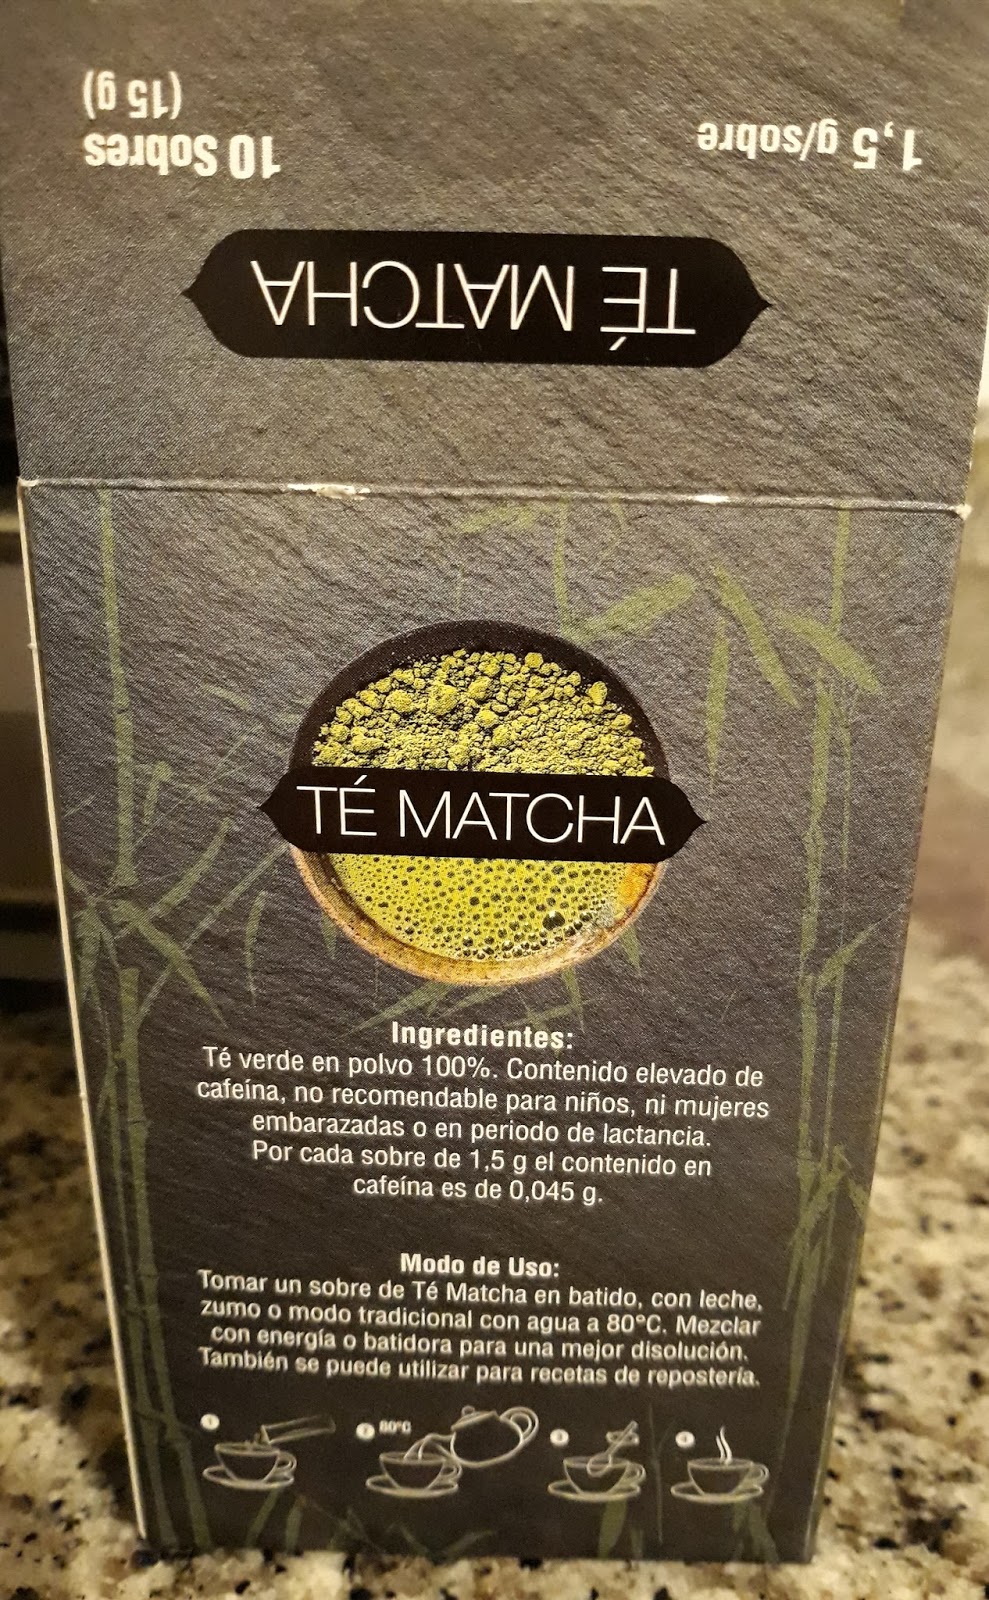 10 Sobres
(15 g)
1,5 g/sobre
TÉ MATCHA
TÉ MATCHA
Ingredientes:
Té verde en polvo 100%. Contenido elevado de
cafeína, no recomendable para niños, ni mujeres
embarazadas o en periodo de lactancia.
Por cada sobre de 1,5 g el contenido en
cafeína es de 0,045 g.
Modo de Uso:
Tomar un sobre de Té Matcha en batido, con leche,
zumo o modo tradicional con agua a 80°C. Mezclar
con energía o batidora para una mejor disolución.
También se puede utilizar para recetas de repostería.
1 2 80°C 3 4